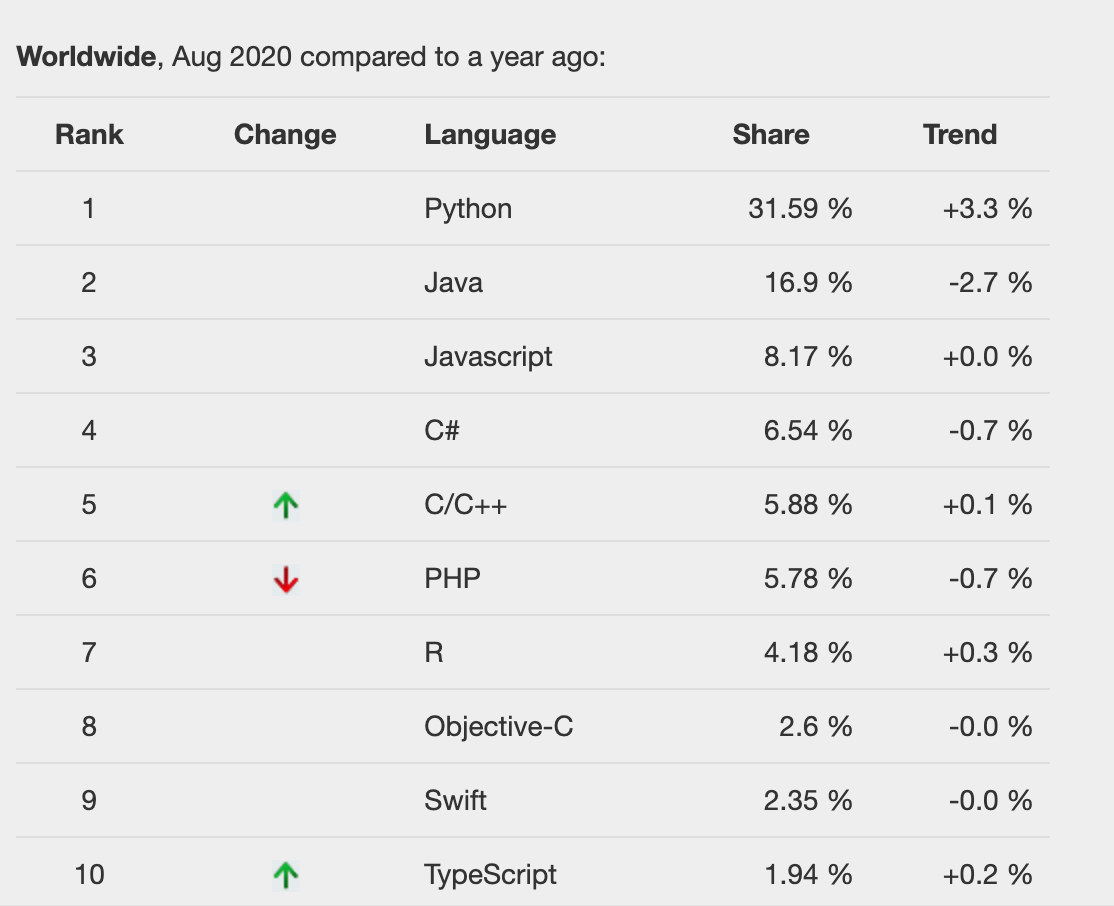 Worldwide, Aug 2020 compared to a year ago:
Rank Change Language Share Trend
1 Python 31.59 % +3.3 %
2 Java 16.9 % -2.7 %
3 Javascript 8.17 % +0.0 %
4 C# 6.54 % -0.7 %
5 C/C++ 5.88 % +0.1 %
6 PHP 5.78 % -0.7 %
7 R 4.18 % +0.3 %
8 Objective-C 2.6 % -0.0 %
9 Swift 2.35 % -0.0 %
10 TypeScript 1.94 % +0.2 %